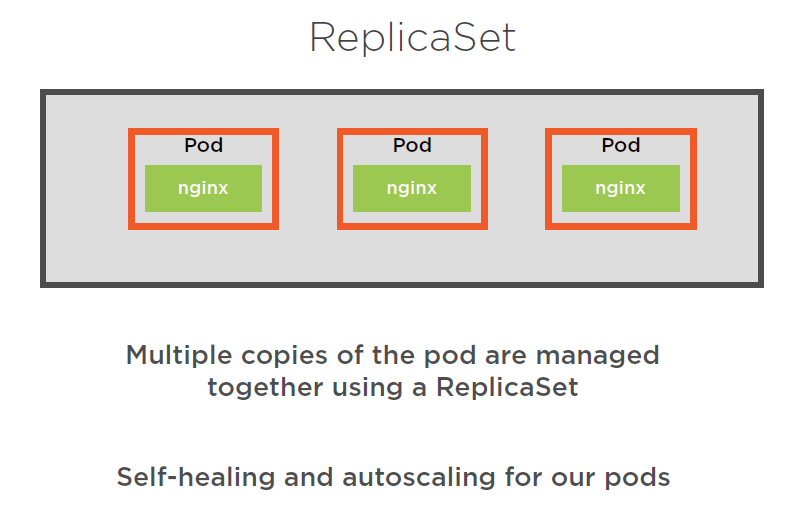 ReplicaSet
Pod Pod Pod
nginx nginx nginx
Multiple copies of the pod are managed
together using a ReplicaSet
Self-healing and autoscaling for our pods